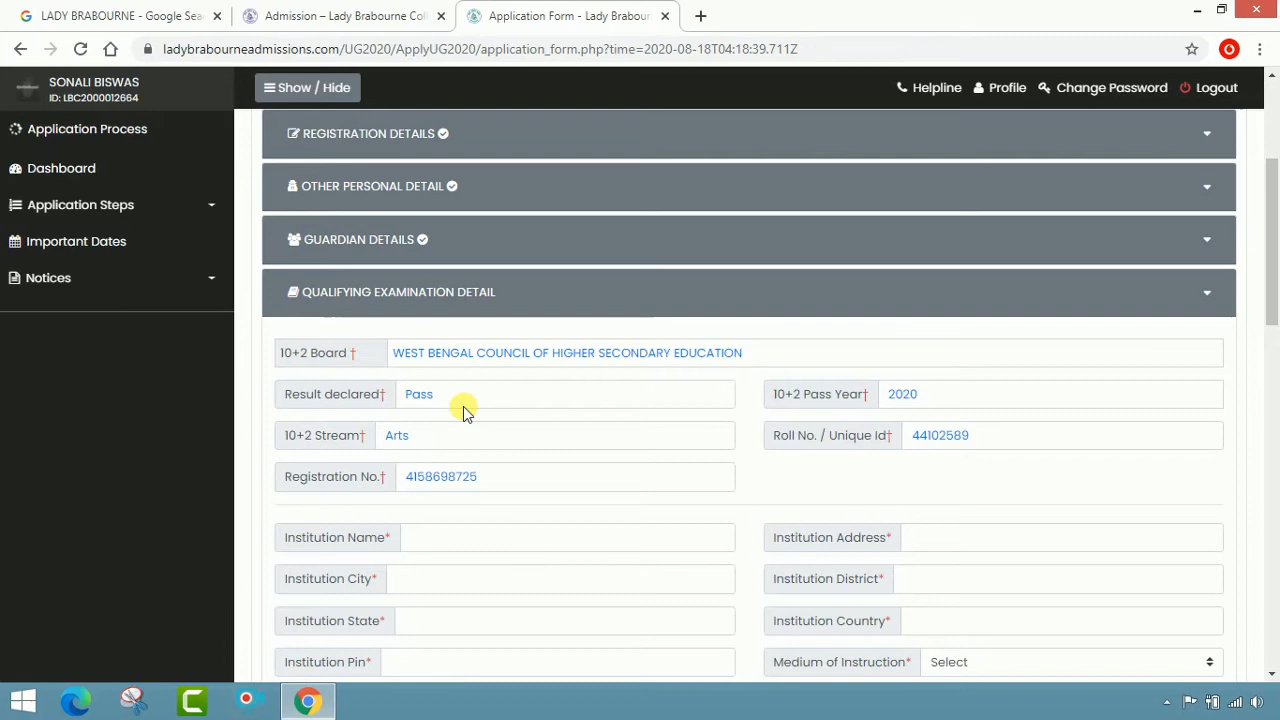 LADY BRABOURNE - Google Sea
Admission – Lady Brabourne Coll
Application Form - Lady Brabour
ladybrabourneadmissions.com/UG2020/ApplyUG2020/application_form.php?time=2020-08-18T04:18:39.711Z
SONALI BISWAS
ID: LBC2000012664
Show / Hide
Helpline
Profile
Change Password
Logout
Application Process
Dashboard
Application Steps
Important Dates
Notices
REGISTRATION DETAILS
OTHER PERSONAL DETAIL
GUARDIAN DETAILS
QUALIFYING EXAMINATION DETAIL
10+2 Board † WEST BENGAL COUNCIL OF HIGHER SECONDARY EDUCATION
Result declared† Pass
10+2 Pass Year† 2020
10+2 Stream† Arts
Roll No. / Unique Id† 44102589
Registration No.† 4158698725
Institution Name*
Institution Address*
Institution City*
Institution District*
Institution State*
Institution Country*
Institution Pin*
Medium of Instruction* Select